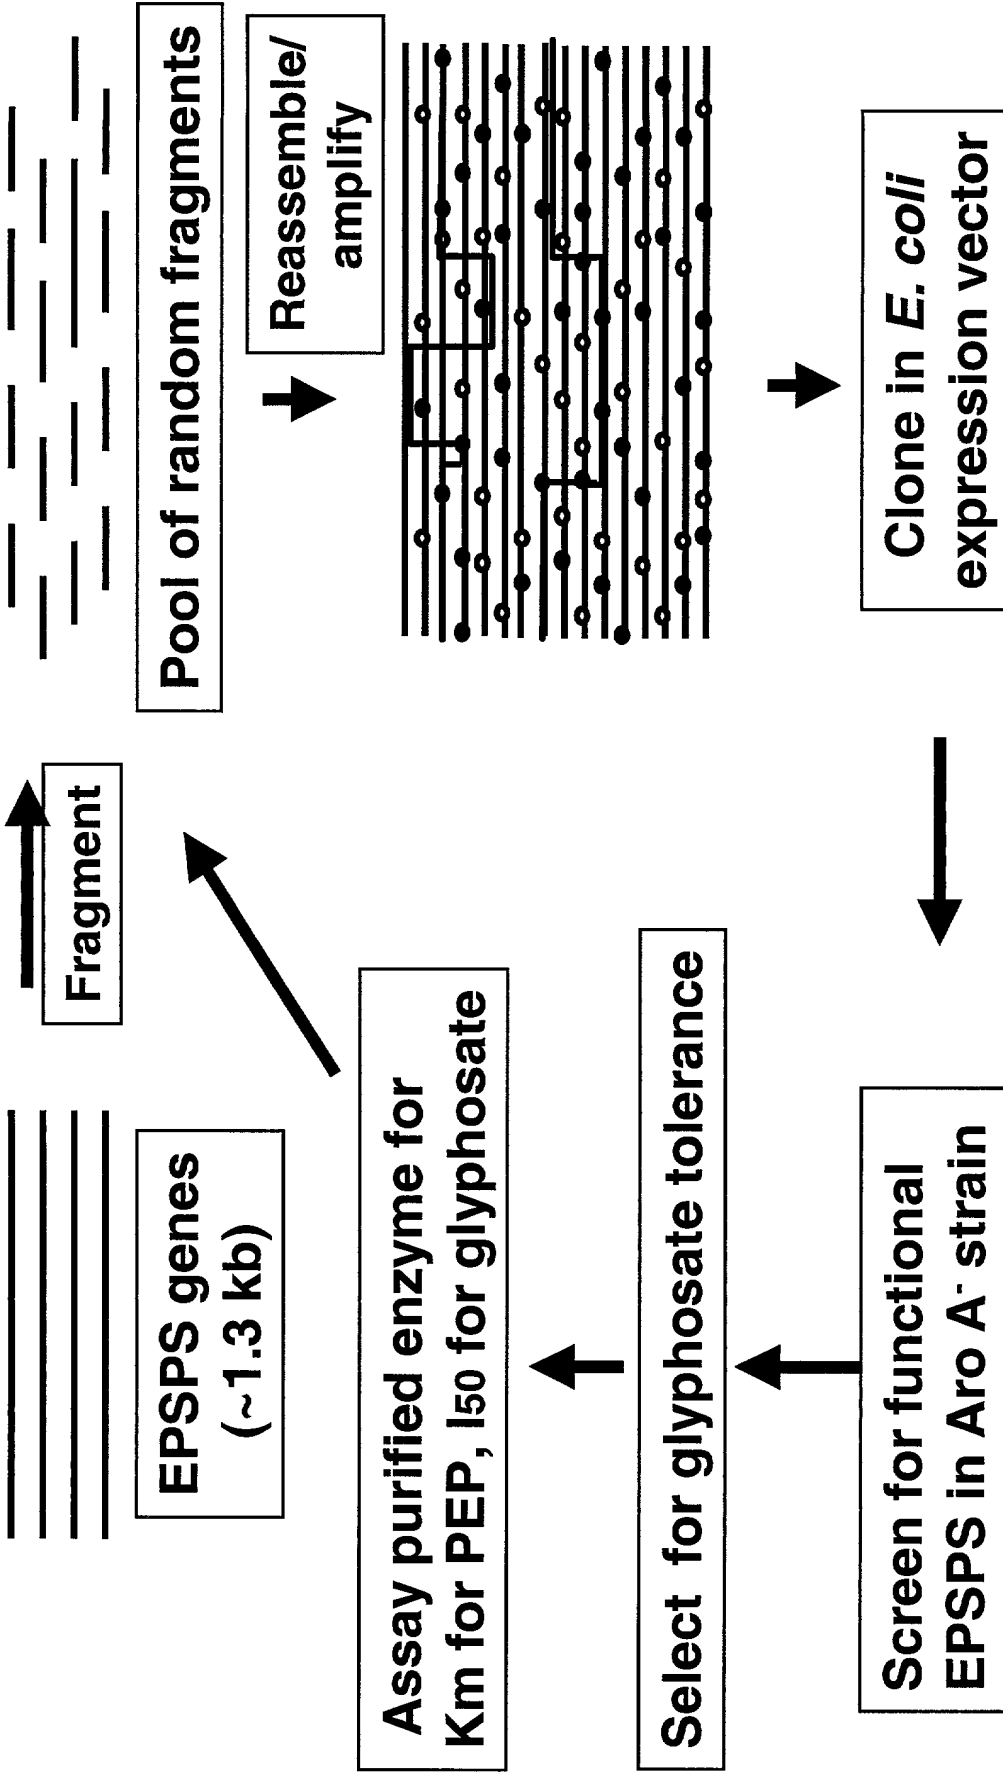 EPSPS genes
(~1.3 kb)
Fragment
Pool of random fragments
Reassemble/
amplify
Clone in E. coli
expression vector
Screen for functional
EPSPS in Aro A- strain
Select for glyphosate tolerance
Assay purified enzyme for
Km for PEP, I50 for glyphosate